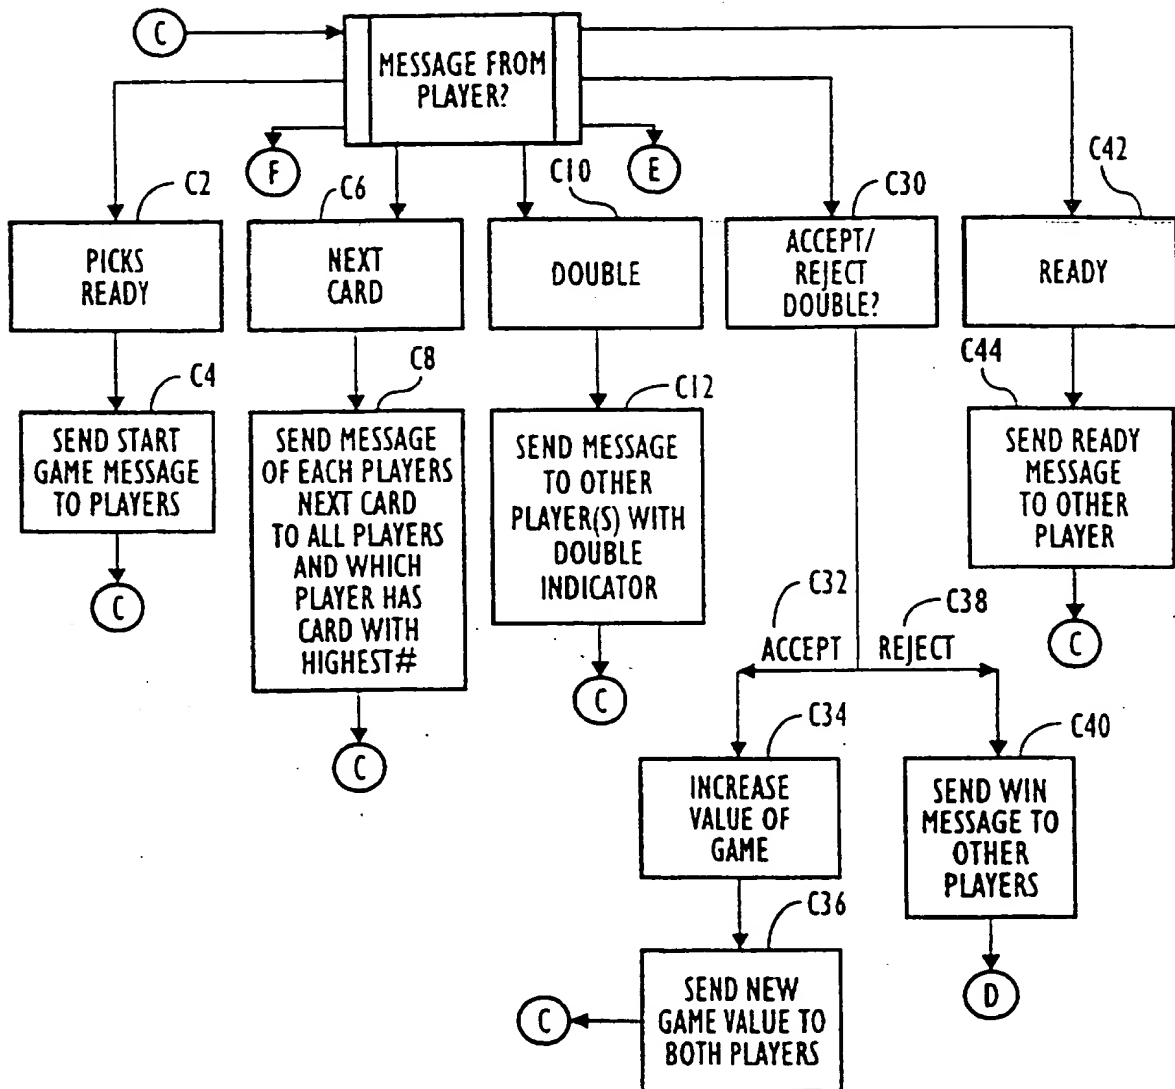 C
MESSAGE FROM
PLAYER?
F
E
C2
PICKS
READY
C6
NEXT
CARD
C10
DOUBLE
C30
ACCEPT/
REJECT
DOUBLE?
C42
READY
C4
SEND START
GAME MESSAGE
TO PLAYERS
C
C8
SEND MESSAGE
OF EACH PLAYERS
NEXT CARD
TO ALL PLAYERS
AND WHICH
PLAYER HAS
CARD WITH
HIGHEST#
C
C12
SEND MESSAGE
TO OTHER
PLAYER(S) WITH
DOUBLE
INDICATOR
C
C44
SEND READY
MESSAGE
TO OTHER
PLAYER
C
C32
ACCEPT
C38
REJECT
C34
INCREASE
VALUE OF
GAME
C36
SEND NEW
GAME VALUE TO
BOTH PLAYERS
C
C40
SEND WIN
MESSAGE TO
OTHER
PLAYERS
D